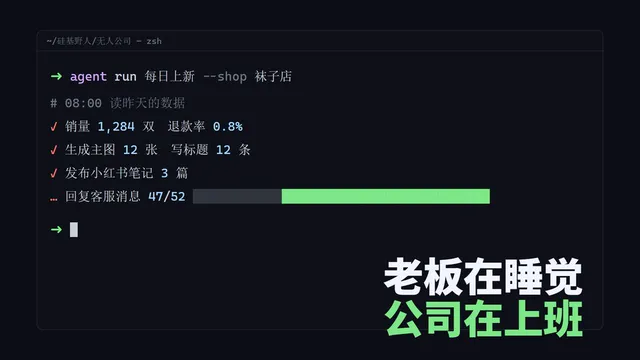 ~/硅基野人/无人公司 — zsh
➜ agent run 每日上新 --shop 袜子店
# 08:00 读昨天的数据
✓ 销量 1,284 双 退款率 0.8%
✓ 生成主图 12 张 写标题 12 条
✓ 发布小红书笔记 3 篇
… 回复客服消息 47/52
➜
老板在睡觉
公司在上班